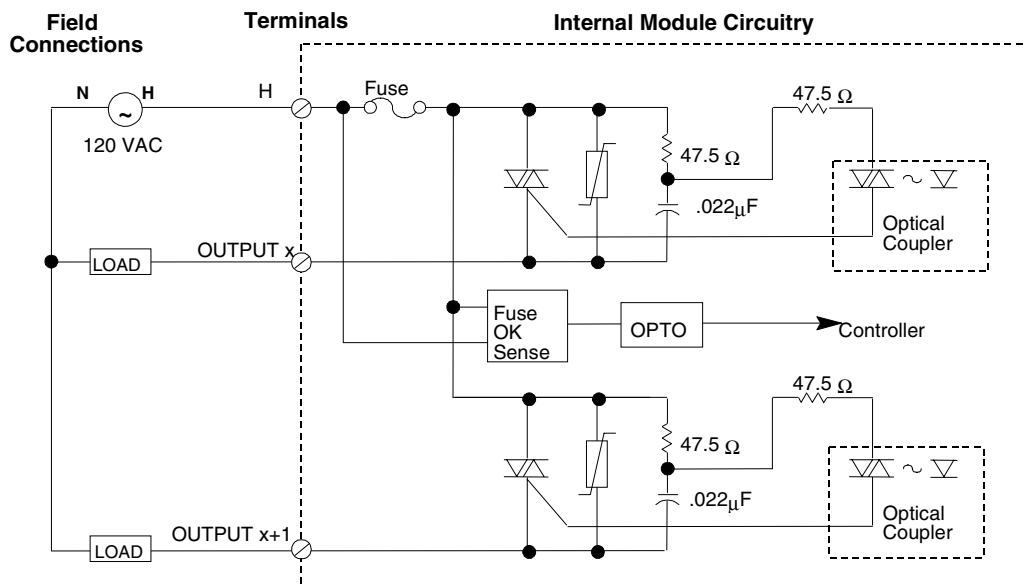 Field
Connections
Terminals
Internal Module Circuitry
N
H
~
120 VAC
H
Fuse
47.5 Ω
47.5 Ω
.022µF
Optical
Coupler
LOAD
OUTPUT x
Fuse
OK
Sense
OPTO
Controller
47.5 Ω
47.5 Ω
.022µF
Optical
Coupler
LOAD
OUTPUT x+1